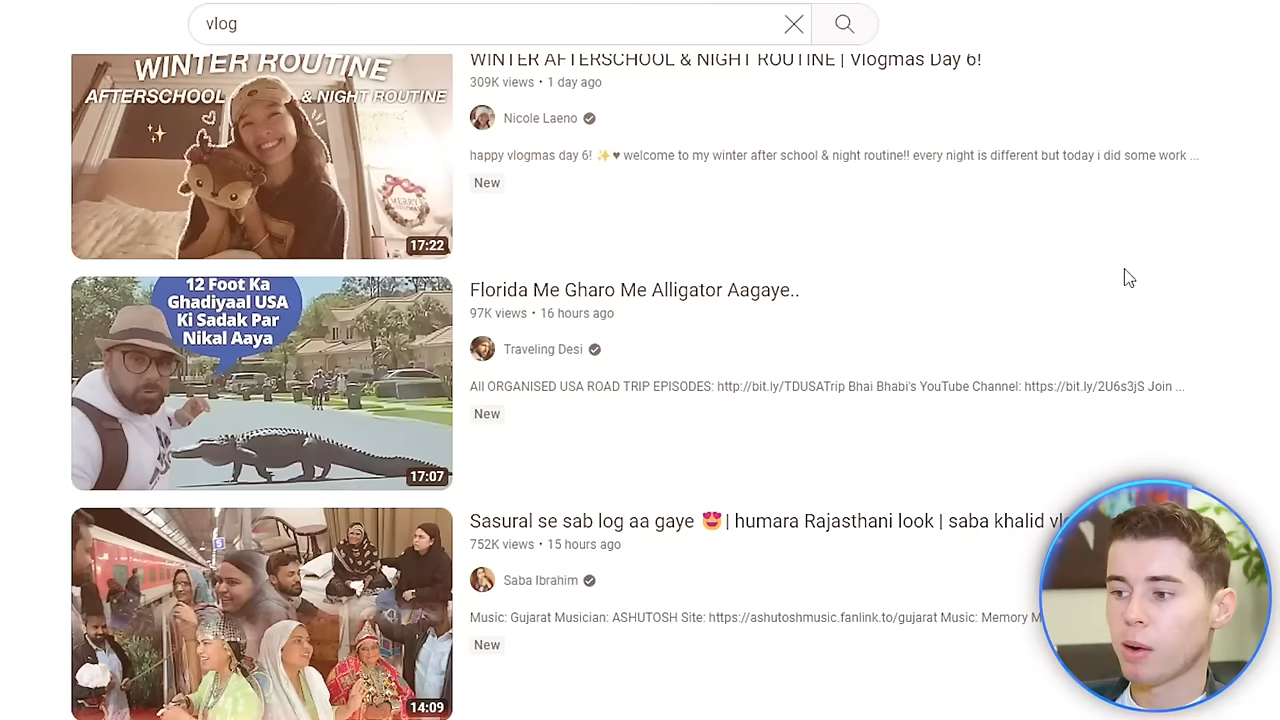 vlog
WINTER ROUTINE
AFTERSCHOOL & NIGHT ROUTINE
MERRY
17:22
WINTER AFTERSCHOOL & NIGHT ROUTINE | Vlogmas Day 6!
309K views • 1 day ago
Nicole Laeno
happy vlogmas day 6! ✨♥ welcome to my winter after school & night routine!! every night is different but today i did some work ...
New
12 Foot Ka
Ghadiyaal USA
Ki Sadak Par
Nikal Aaya
17:07
Florida Me Gharo Me Alligator Aagaye..
97K views • 16 hours ago
Traveling Desi
All ORGANISED USA ROAD TRIP EPISODES: http://bit.ly/TDUSATrip Bhai Bhabi's YouTube Channel: https://bit.ly/2U6s3jS Join ...
New
5
14:09
Sasural se sab log aa gaye 😍 | humara Rajasthani look | saba khalid
752K views • 15 hours ago
Saba Ibrahim
Music: Gujarat Musician: ASHUTOSH Site: https://ashutoshmusic.fanlink.to/gujarat Music: Memory
New